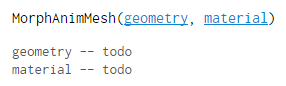 MorphAnimMesh(geometry, material)
geometry -- todo
material -- todo